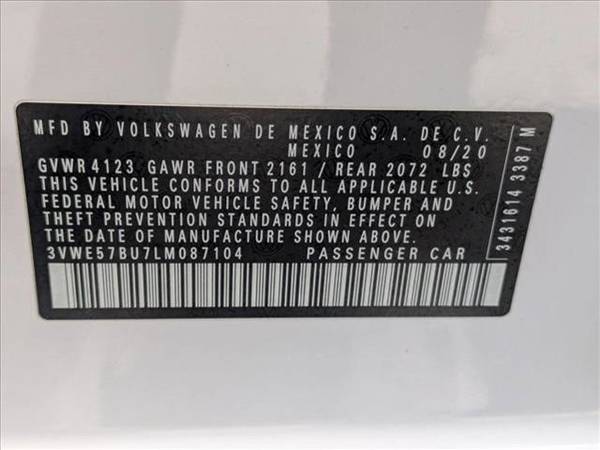 MFD BY VOLKSWAGEN DE MEXICO S.A. DE C.V.
MEXICO 08/20
GVWR 4123 GAWR FRONT 2161 / REAR 2072 LBS
THIS VEHICLE CONFORMS TO ALL APPLICABLE U.S.
FEDERAL MOTOR VEHICLE SAFETY, BUMPER AND
THEFT PREVENTION STANDARDS IN EFFECT ON
THE DATE OF MANUFACTURE SHOWN ABOVE.
3VWE57BU7LM087104 PASSENGER CAR
3431614 3387 M